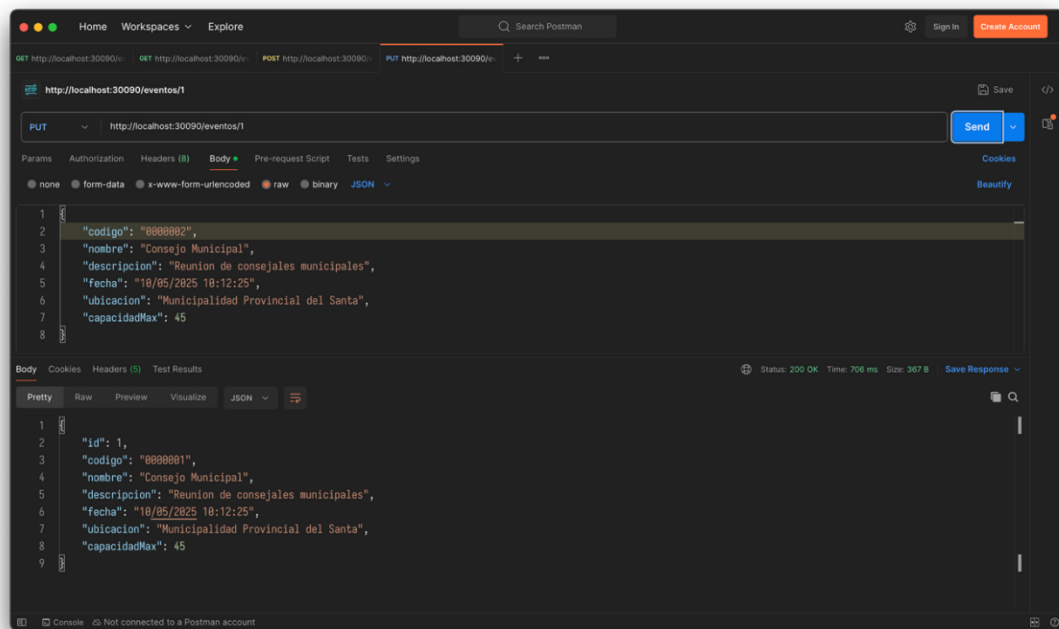 Home Workspaces Explore Search Postman Sign In Create Account
GET http://localhost:30090/e GET http://localhost:30090/e POST http://localhost:30090/ PUT http://localhost:30090/e
http://localhost:30090/eventos/1 Save
PUT http://localhost:30090/eventos/1 Send
Params Authorization Headers (8) Body Pre-request Script Tests Settings Cookies
none form-data x-www-form-urlencoded raw binary JSON Beautify
1 {
2 "codigo": "0000002",
3 "nombre": "Consejo Municipal",
4 "descripcion": "Reunion de consejales municipales",
5 "fecha": "10/05/2025 10:12:25",
6 "ubicacion": "Municipalidad Provincial del Santa",
7 "capacidadMax": 45
8 }
Body Cookies Headers (5) Test Results Status: 200 OK Time: 706 ms Size: 367 B Save Response
Pretty Raw Preview Visualize JSON
1 {
2 "id": 1,
3 "codigo": "0000001",
4 "nombre": "Consejo Municipal",
5 "descripcion": "Reunion de consejales municipales",
6 "fecha": "10/05/2025 10:12:25",
7 "ubicacion": "Municipalidad Provincial del Santa",
8 "capacidadMax": 45
9 }
Console Not connected to a Postman account